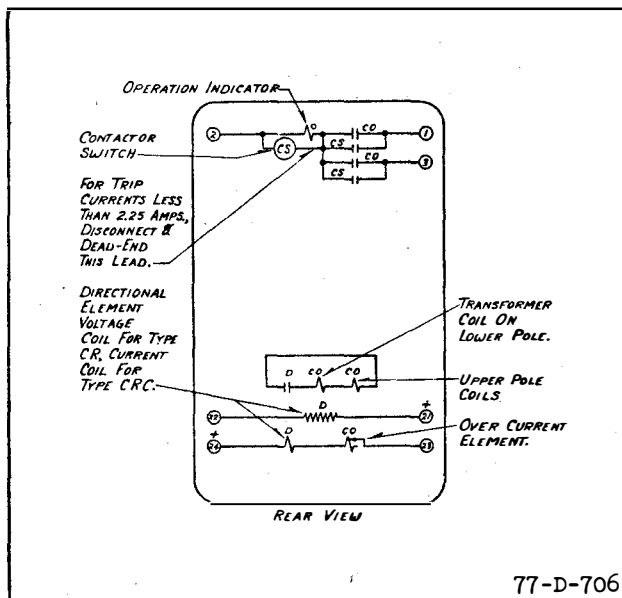 OPERATION INDICATOR
2
O
CO
1
CONTACTOR
SWITCH
CS
CS
CO
CS
FOR TRIP
CURRENTS LESS
THAN 2.25 AMPS.,
DISCONNECT &
DEAD-END
THIS LEAD.
DIRECTIONAL
ELEMENT
VOLTAGE
COIL FOR TYPE
CR, CURRENT
COIL FOR
TYPE CRC.
TRANSFORMER
COIL ON
LOWER POLE.
D
CO
CO
UPPER POLE
COILS
D
+
21
+
24
D
CO
OVER CURRENT
ELEMENT.
REAR VIEW
77-D-706